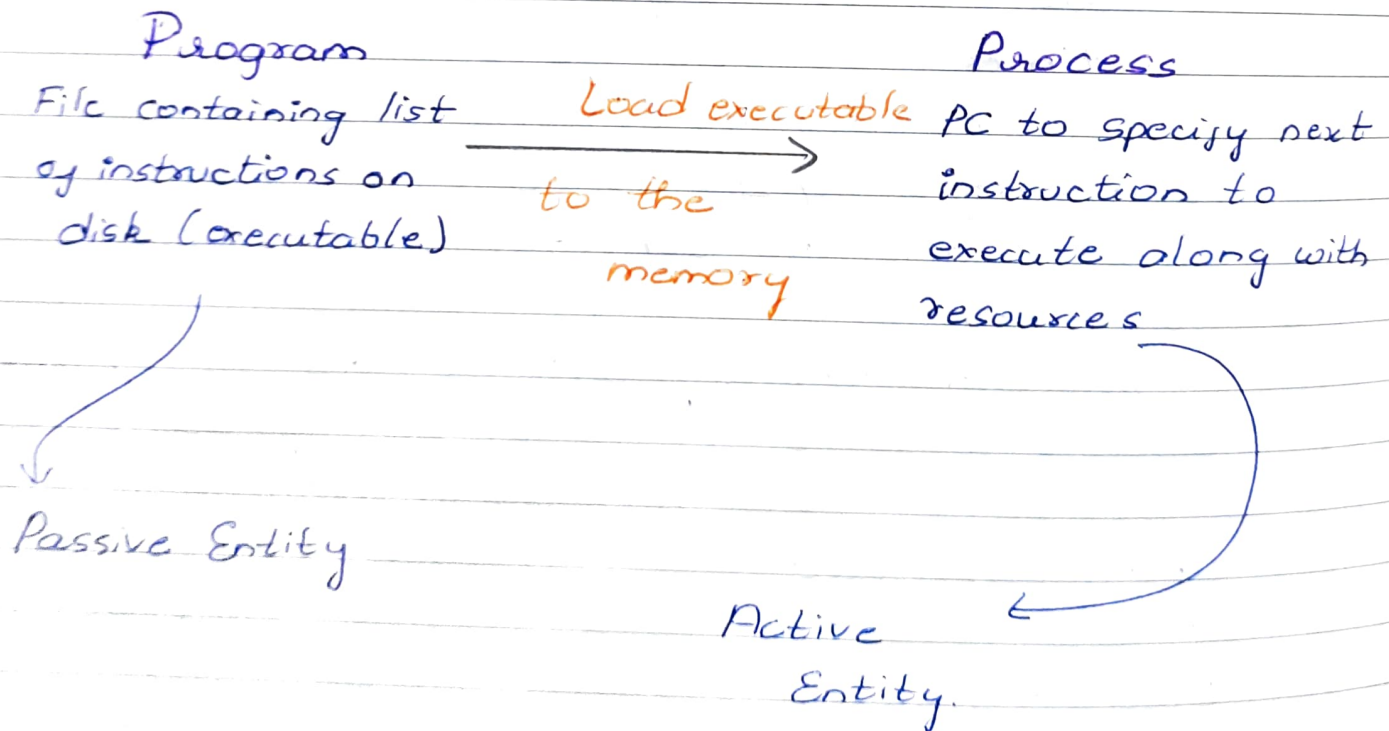 Program
File containing list
of instructions on
disk (executable)
Load executable
to the
memory
Process
PC to specify next
instruction to
execute along with
resources
Passive Entity
Active
Entity.